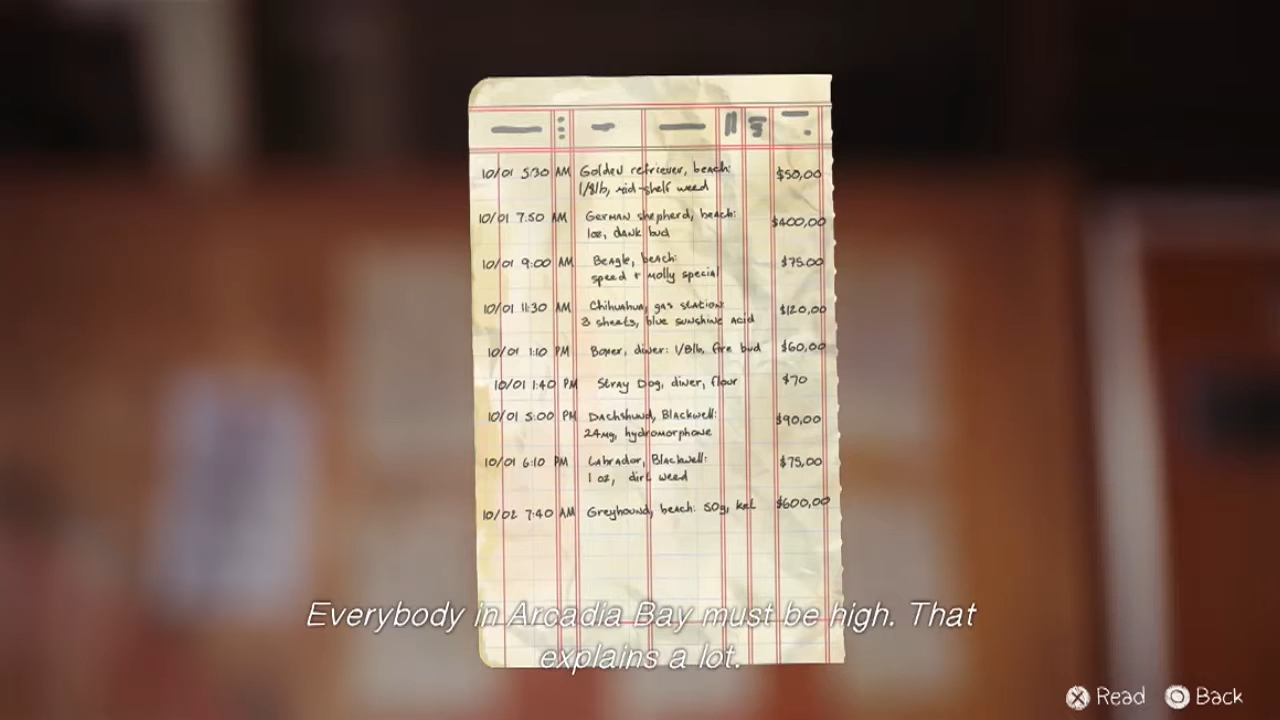 10/01 5:30 AM Golden retriever, beach: $50,00
1/8lb, mid-shelf weed
10/01 7.50 AM German shepherd, beach: $400,00
1oz, dank bud
10/01 9:00 AM Beagle, beach: $75.00
speed + molly special
10/01 11:30 AM Chihuahua, gas station: $120,00
3 sheets, blue sunshine acid
10/01 1:10 PM Boxer, diner: 1/8lb, fire bud $60,00
10/01 1:40 PM Stray Dog, diner, flour $70
10/01 5:00 PM Dachshund, Blackwell: $90,00
24mg, hydromorphone
10/01 6:10 PM Labrador, Blackwell: $75,00
1 oz, dirt weed
10/02 7:40 AM Greyhound, beach: 50g, ket $600,00
Everybody in Arcadia Bay must be high. That
explains a lot.
Read Back